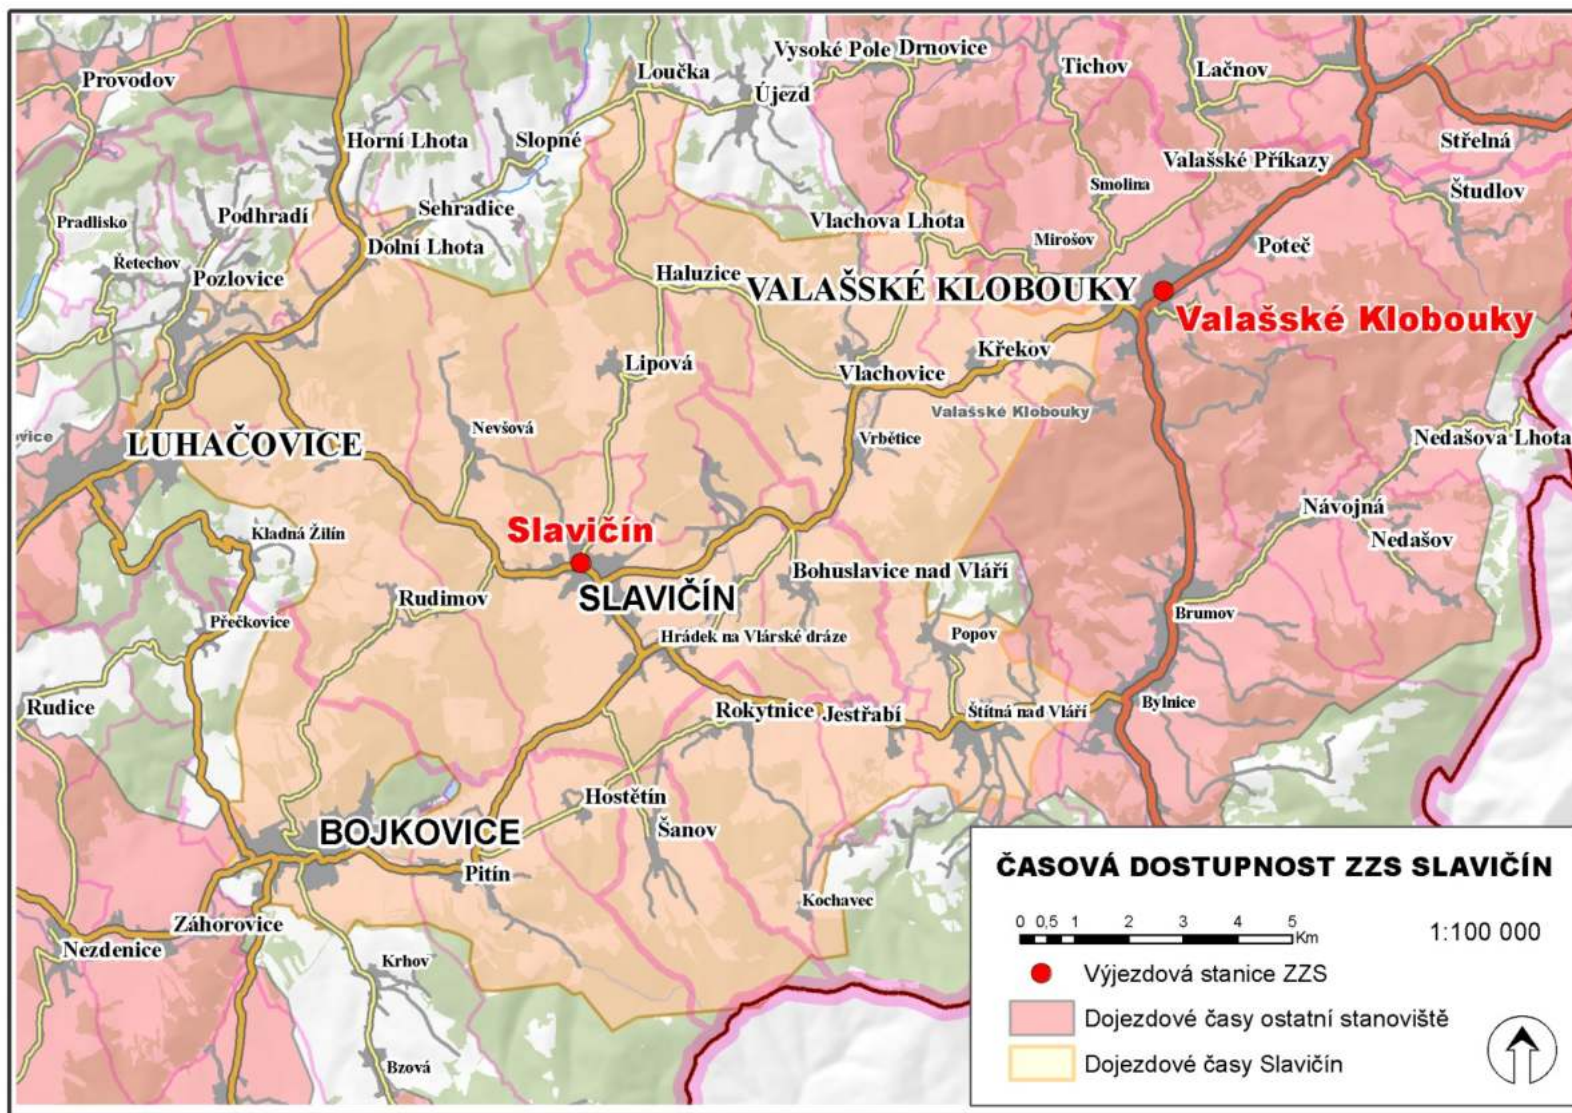 Vysoké Pole
Drnovice
Provodov
Loučka
Tichov
Lačnov
Újezd
Horní Lhota
Slopné
Střelná
Valašské Příkazy
Smolina
Študlov
Sehradice
Podhradí
Pradlisko
Vlachova Lhota
Mirošov
Poteč
Dolní Lhota
Řetechov
Pozlovice
Haluzice
VALAŠSKÉ KLOBOUKY
Valašské Klobouky
Křekov
Lipová
Vlachovice
Valašské Klobouky
Nevšová
Vrbětice
Nedašova Lhota
LUHAČOVICE
Návojná
Slavičín
Kladná Žilín
Nedašov
Bohuslavice nad Vláří
Rudimov
SLAVIČÍN
Brumov
Přečkovice
Hrádek na Vlárské dráze
Popov
Rudice
Rokytnice
Jestřabí
Štítná nad Vláří
Bylnice
Hostětín
BOJKOVICE
Šanov
Pitín
Kochavec
Záhorovice
Nezdenice
Krhov
Bzová
ČASOVÁ DOSTUPNOST ZZS SLAVIČÍN
0 0,5 1 2 3 4 5
Km
1:100 000
Výjezdová stanice ZZS
Dojezdové časy ostatní stanoviště
Dojezdové časy Slavičín